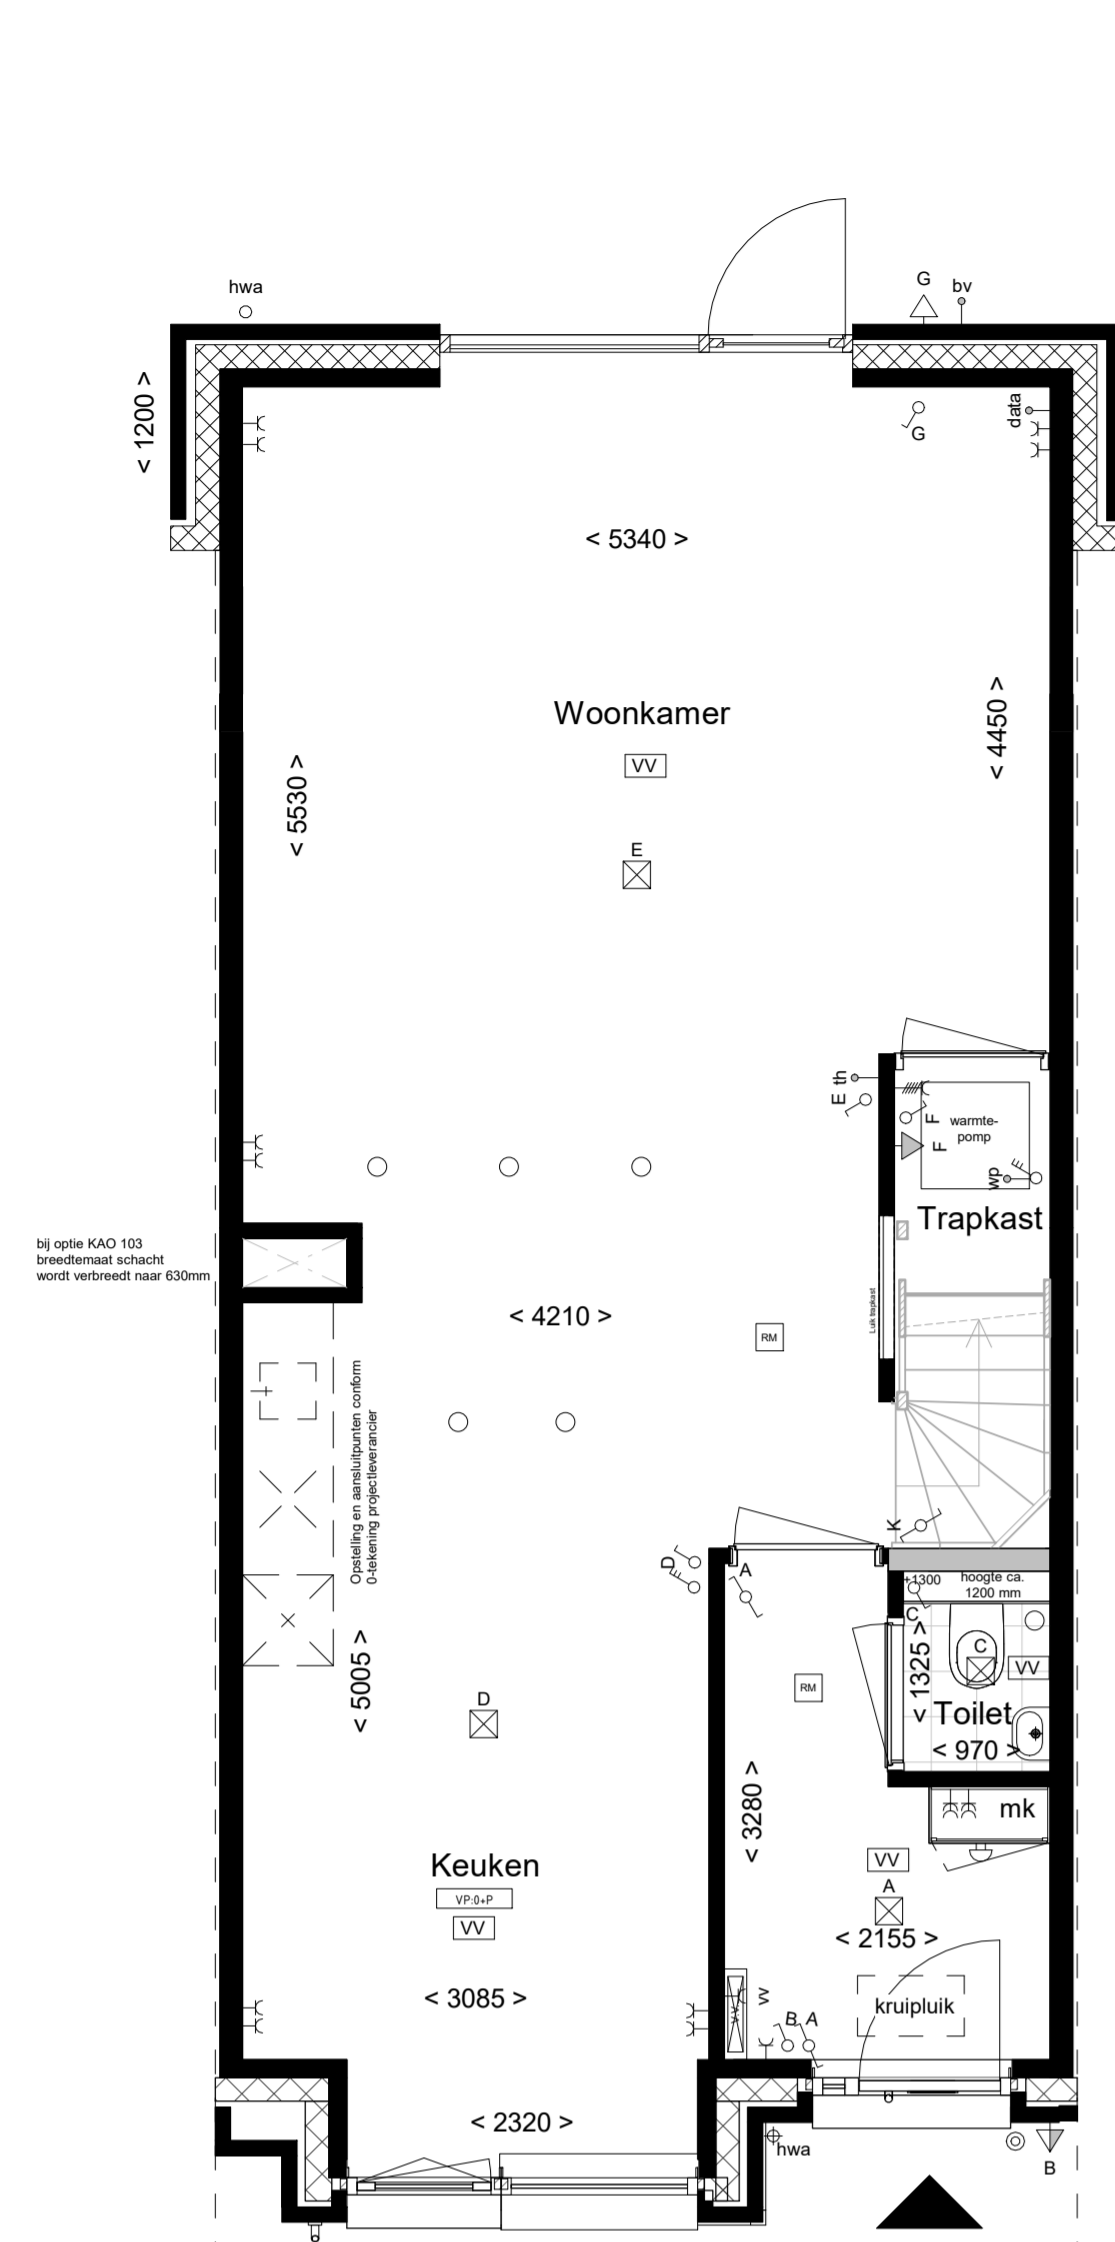 hwa
G
bv
< 1200 >
G
data
< 5340 >
Woonkamer
VV
< 4450 >
< 5530 >
E
E th
F
F
warmte-
pomp
E
wp
Trapkast
bij optie KAO 103
breedtemaat schacht
wordt verbreedt naar 630mm
< 4210 >
RM
Luik trapkast
Opstelling en aansluitpunten conform
0-tekening projectleverancier
K
D
E
A
+1300
hoogte ca.
1200 mm
C
< 1325 >
C
VV
RM
< 5005 >
D
Toilet
< 970 >
< 3280 >
mk
Keuken
VP:0+P
VV
VV
A
< 2155 >
< 3085 >
V.V.
VV
B A
kruipluik
< 2320 >
hwa
B